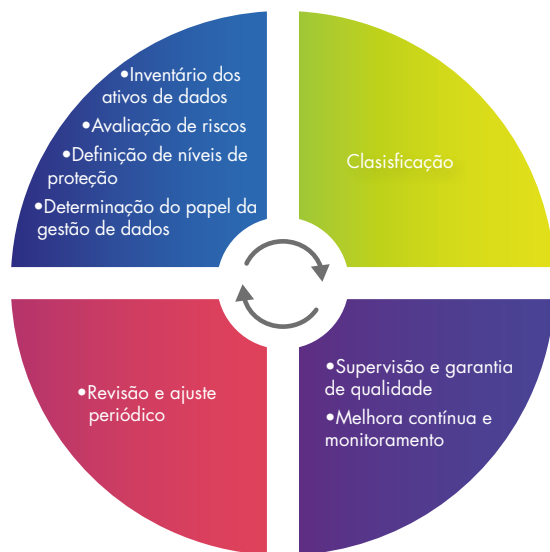 •Inventário dos
ativos de dados
•Avaliação de riscos
•Definição de níveis de
proteção
•Determinação do papel da
gestão de dados
Clasisficação
•Revisão e ajuste
periódico
•Supervisão e garantia
de qualidade
•Melhora contínua e
monitoramento